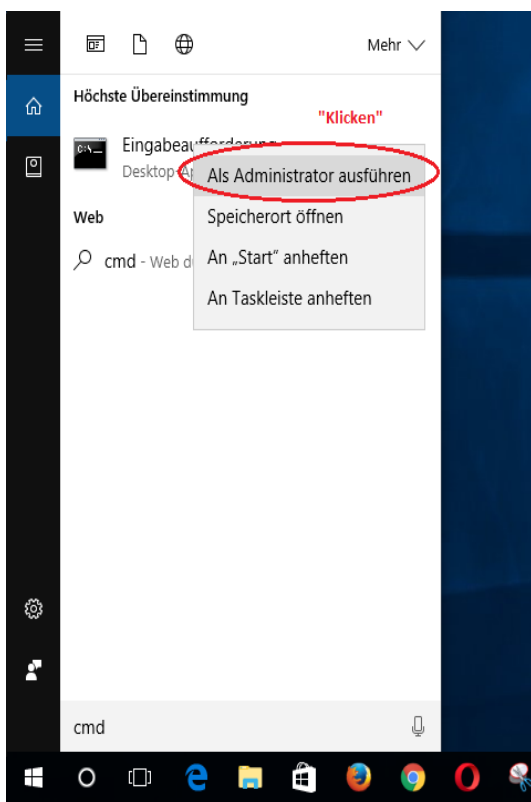 Mehr
Höchste Übereinstimmung
"Klicken"
Eingabeaufforderung
Desktop-Ap
Als Administrator ausführen
Web
Speicherort öffnen
cmd - Web du
An „Start“ anheften
An Taskleiste anheften
cmd